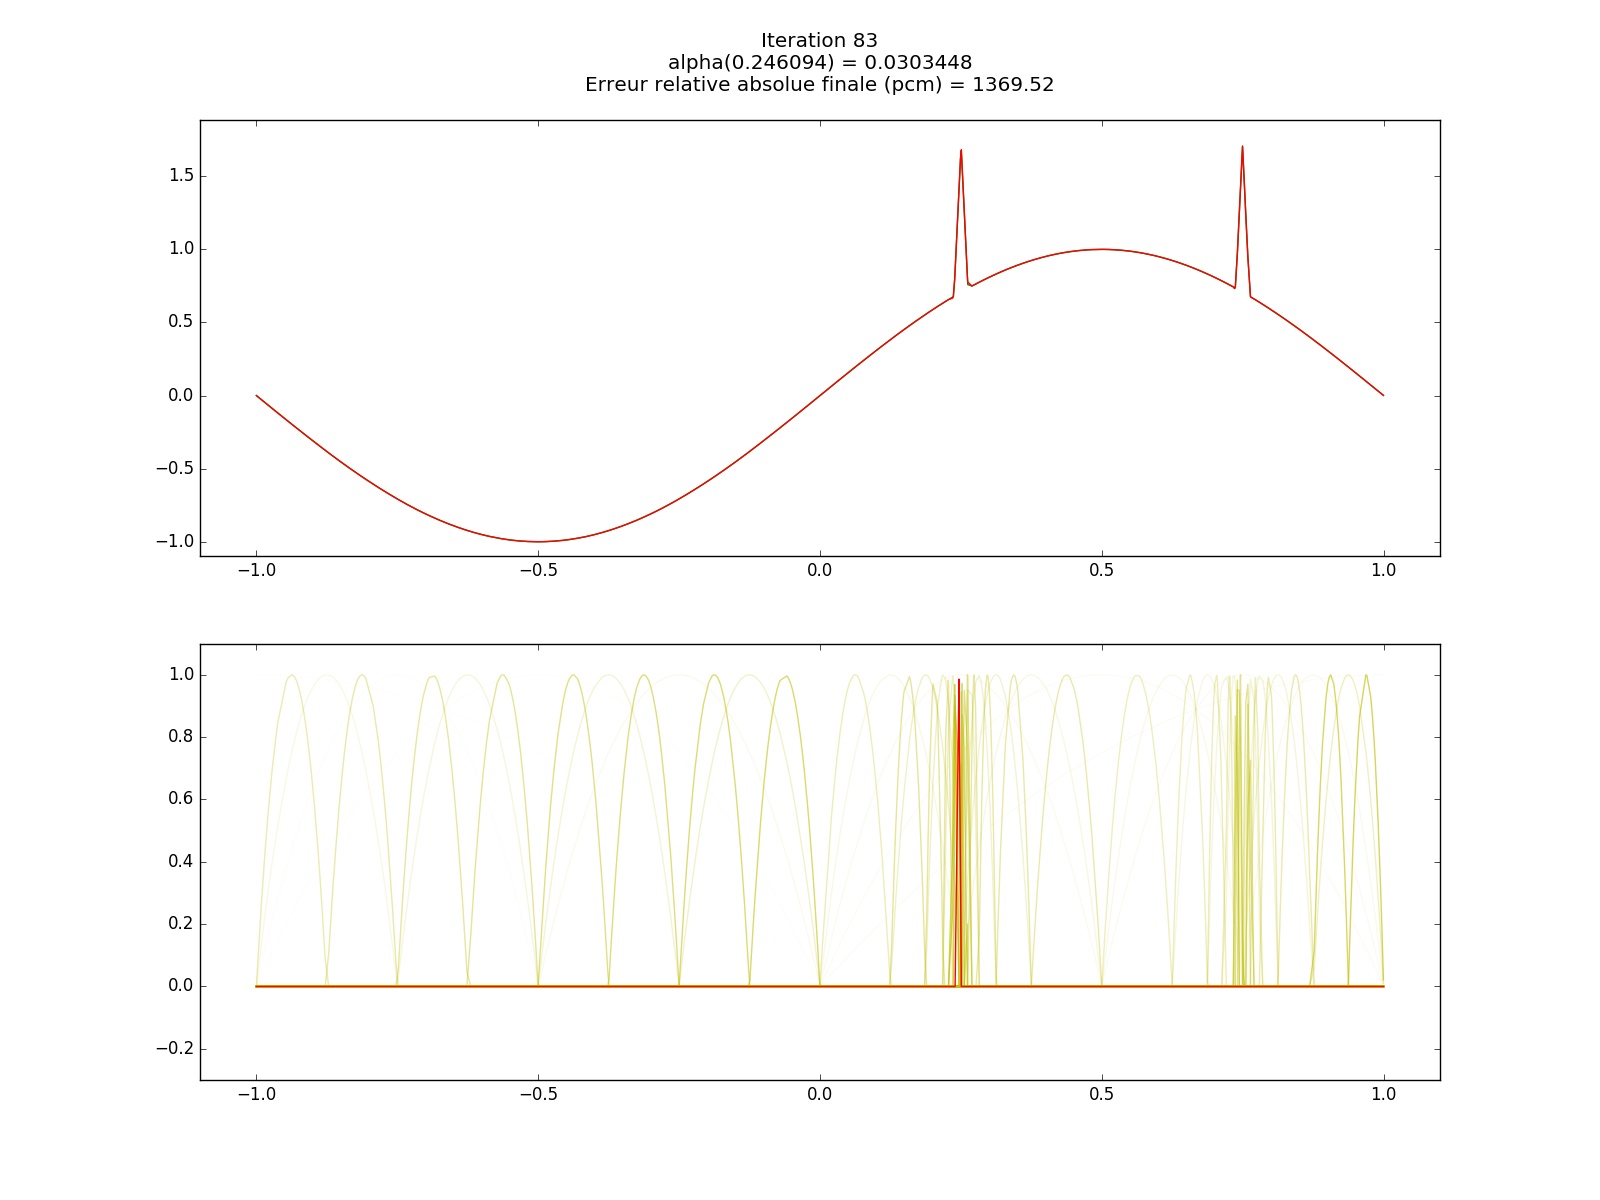 Iteration 83
alpha(0.246094) = 0.0303448
Erreur relative absolue finale (pcm) = 1369.52
1.5
1.0
0.5
0.0
−0.5
−1.0
−1.0 −0.5 0.0 0.5 1.0
1.0
0.8
0.6
0.4
0.2
0.0
−0.2
−1.0 −0.5 0.0 0.5 1.0